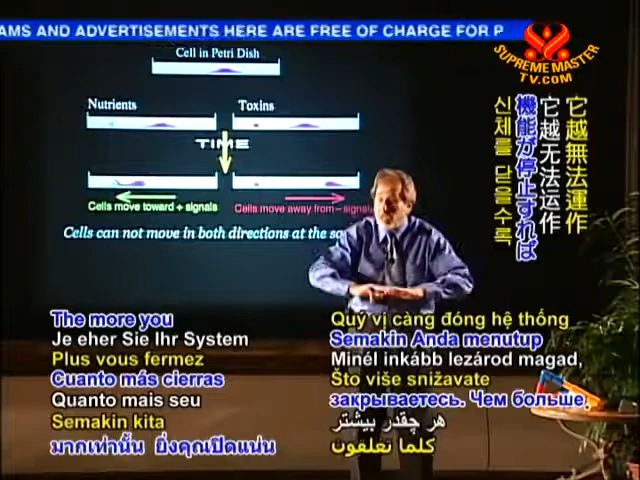 AMS AND ADVERTISEMENTS HERE ARE FREE OF CHARGE FOR P
SUPREME MASTER
TV.COM
Cell in Petri Dish
Nutrients
Toxins
TIME
Cells move toward + signals
Cells move away from – signals
Cells can not move in both directions at the sa
它越無法運作
它越无法运作
機能が停止すれば
신체를 닫을수록
The more you
Je eher Sie Ihr System
Plus vous fermez
Cuanto más cierras
Quanto mais seu
Semakin kita
มากเท่านั้น ยิ่งคุณปิดแน่น
Quý vị càng đóng hệ thống
Semakin Anda menutup
Minél inkább lezárod magad,
Što više snižavate
закрываетесь. Чем больше,
هر چقدر بیشتر
كلما تغلقون